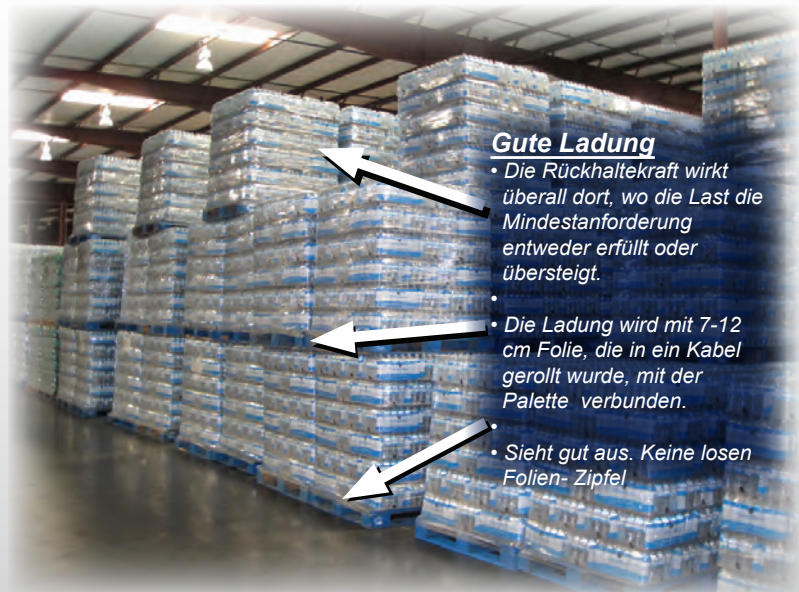 Gute Ladung
• Die Rückhaltekraft wirkt
überall dort, wo die Last die
Mindestanforderung
entweder erfüllt oder
übersteigt.
•
• Die Ladung wird mit 7-12
cm Folie, die in ein Kabel
gerollt wurde, mit der
Palette verbunden.
•
• Sieht gut aus. Keine losen
Folien- Zipfel